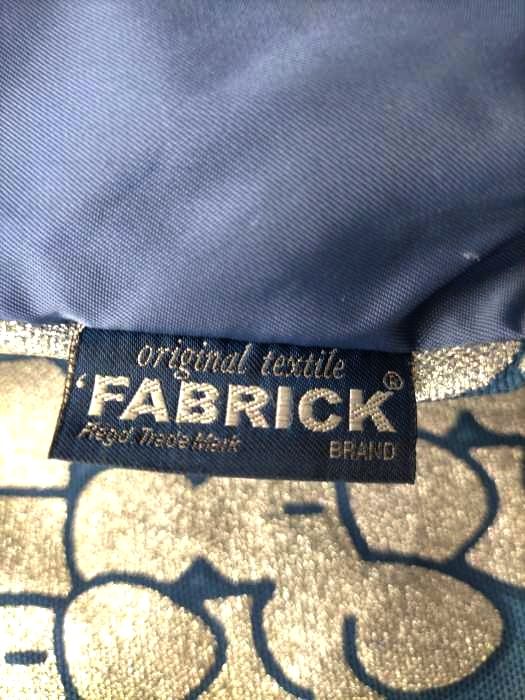 original textile
'FABRICK®
Regd. Trade Mark
BRAND